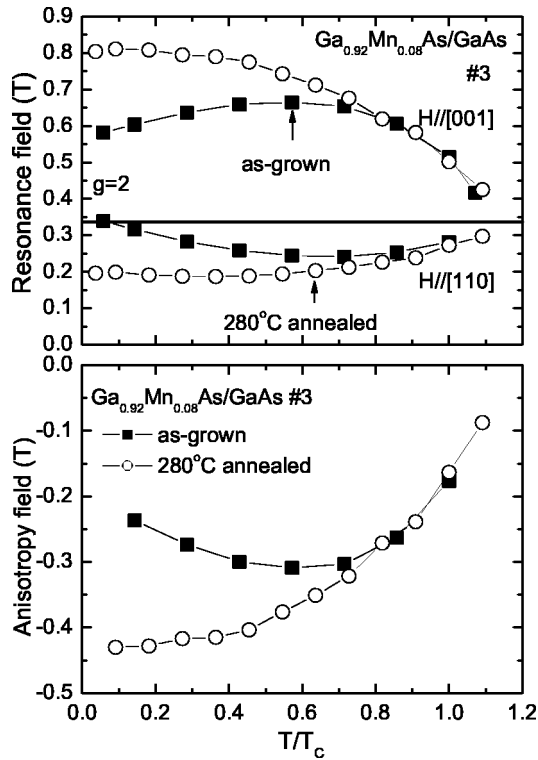 0.9
0.8
0.7
0.6
0.5
0.4
0.3
0.2
0.1
0.0
Resonance field (T)
Ga0.92Mn0.08As/GaAs
#3
H//[001]
as-grown
g=2
H//[110]
280°C annealed
0.0
-0.1
-0.2
-0.3
-0.4
-0.5
Anisotropy field (T)
Ga0.92Mn0.08As/GaAs #3
as-grown
280°C annealed
0.0 0.2 0.4 0.6 0.8 1.0 1.2
T/TC